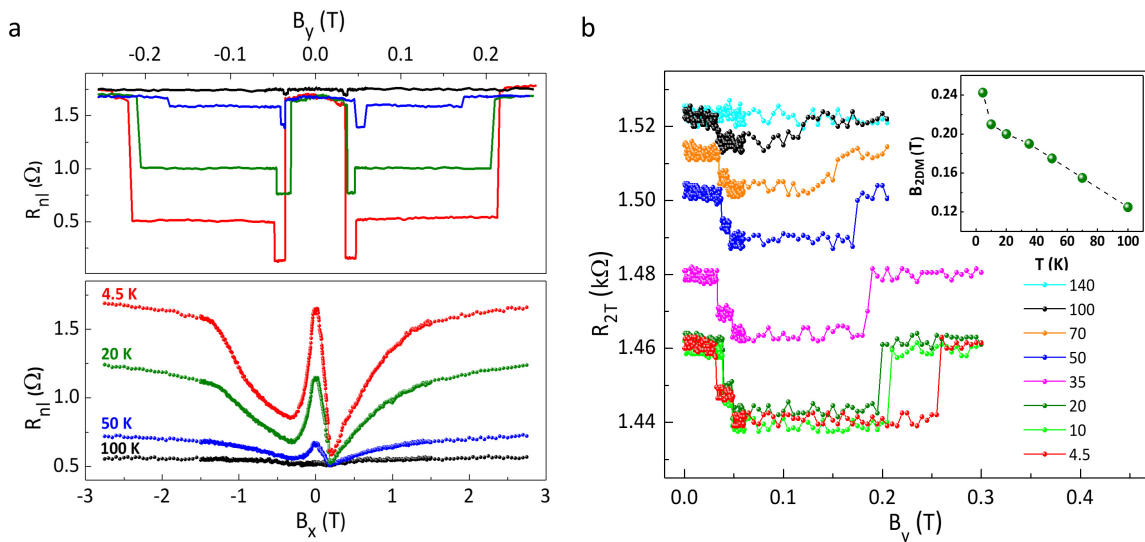 a
B_y (T)
-0.2 -0.1 0.0 0.1 0.2
R_nl (Ω)
1.5
1.0
0.5
4.5 K
20 K
50 K
100 K
R_nl (Ω)
1.5
1.0
0.5
-3 -2 -1 0 1 2 3
B_x (T)
b
R_2T (kΩ)
1.52
1.50
1.48
1.46
1.44
0.0 0.1 0.2 0.3 0.4
B_y (T)
B_2DM (T)
0.24
0.20
0.16
0.12
0 20 40 60 80 100
T (K)
140
100
70
50
35
20
10
4.5